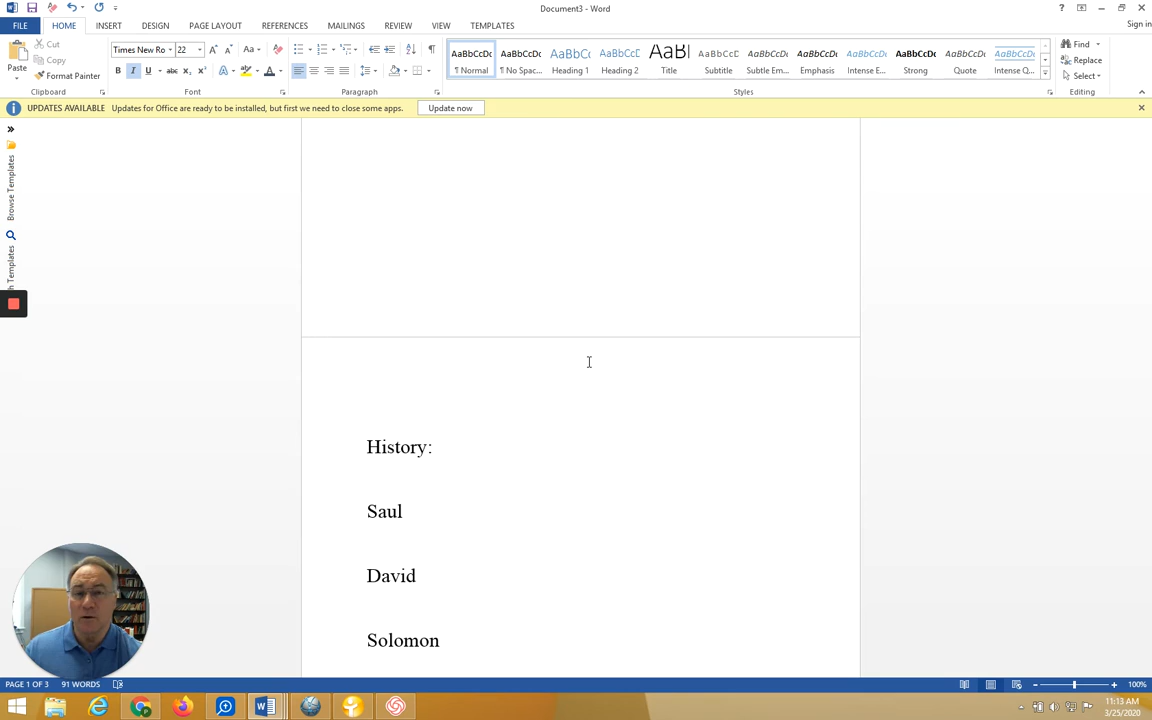 Document3 - Word
Sign in
FILE HOME INSERT DESIGN PAGE LAYOUT REFERENCES MAILINGS REVIEW VIEW TEMPLATES
Paste
Cut
Copy
Format Painter
Clipboard
Times New Ro 22
Font
Paragraph
AaBbCcDc AaBbCcDc AaBbCc AaBbCcD AaBl AaBbCcD AaBbCcDc AaBbCcDc AaBbCcDc AaBbCcDc AaBbCcDc AaBbCcDc
¶ Normal ¶ No Spac... Heading 1 Heading 2 Title Subtitle Subtle Em... Emphasis Intense E... Strong Quote Intense Q...
Styles
Find
Replace
Select
Editing
UPDATES AVAILABLE Updates for Office are ready to be installed, but first we need to close some apps. Update now
Browse Templates
Templates
History:
Saul
David
Solomon
PAGE 1 OF 3 91 WORDS
100%
11:13 AM
3/25/2020